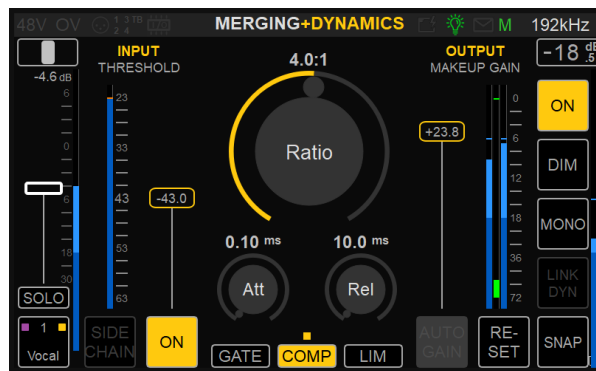 48V OV 1 3 TB 2 4 MERGING+DYNAMICS M 192kHz
INPUT
THRESHOLD
4.0:1
OUTPUT
MAKEUP GAIN
-18 dB .5
-4.6 dB
6
0
6
18
30
23
33
43
53
63
-43.0
Ratio
+23.8
0
6
12
18
36
72
ON
DIM
MONO
LINK
DYN
SNAP
0.10 ms
10.0 ms
Att
Rel
SOLO
1
Vocal
SIDE
CHAIN
ON
GATE
COMP
LIM
AUTO
GAIN
RE-
SET